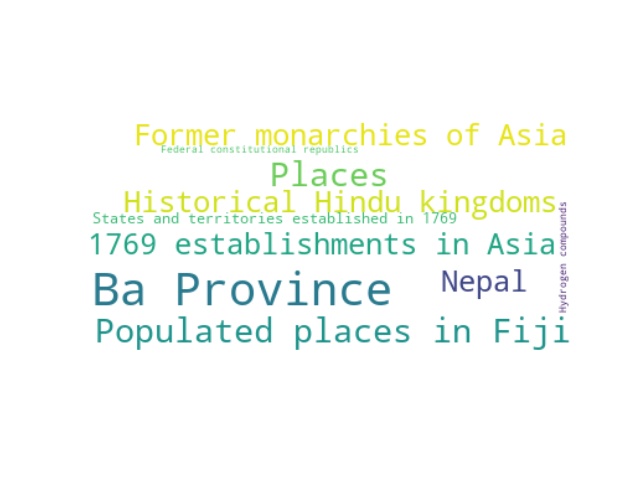 Former monarchies of Asia
Federal constitutional republics
Places
Historical Hindu kingdoms
States and territories established in 1769
1769 establishments in Asia
Ba Province
Nepal
Populated places in Fiji
Hydrogen compounds